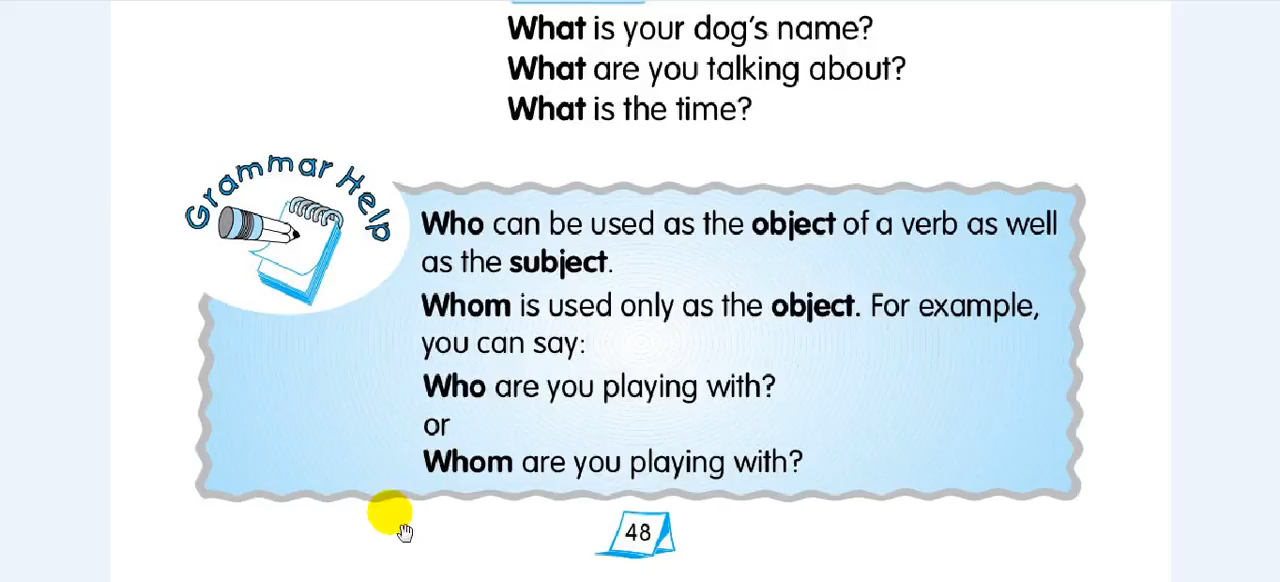 What is your dog's name?
What are you talking about?
What is the time?
Grammar Help
Who can be used as the object of a verb as well
as the subject.
Whom is used only as the object. For example,
you can say:
Who are you playing with?
or
Whom are you playing with?
48